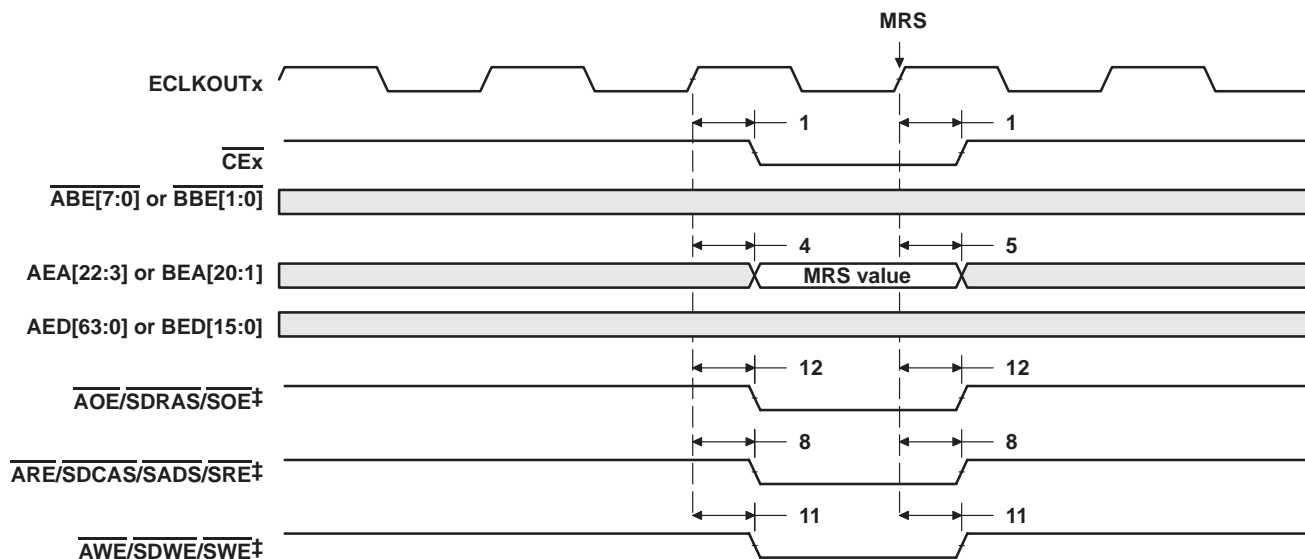 MRS
ECLKOUTx
1 1
CEx
ABE[7:0] or BBE[1:0]
4 5
AEA[22:3] or BEA[20:1] MRS value
AED[63:0] or BED[15:0]
12 12
AOE/SDRAS/SOE‡
8 8
ARE/SDCAS/SADS/SRE‡
11 11
AWE/SDWE/SWE‡